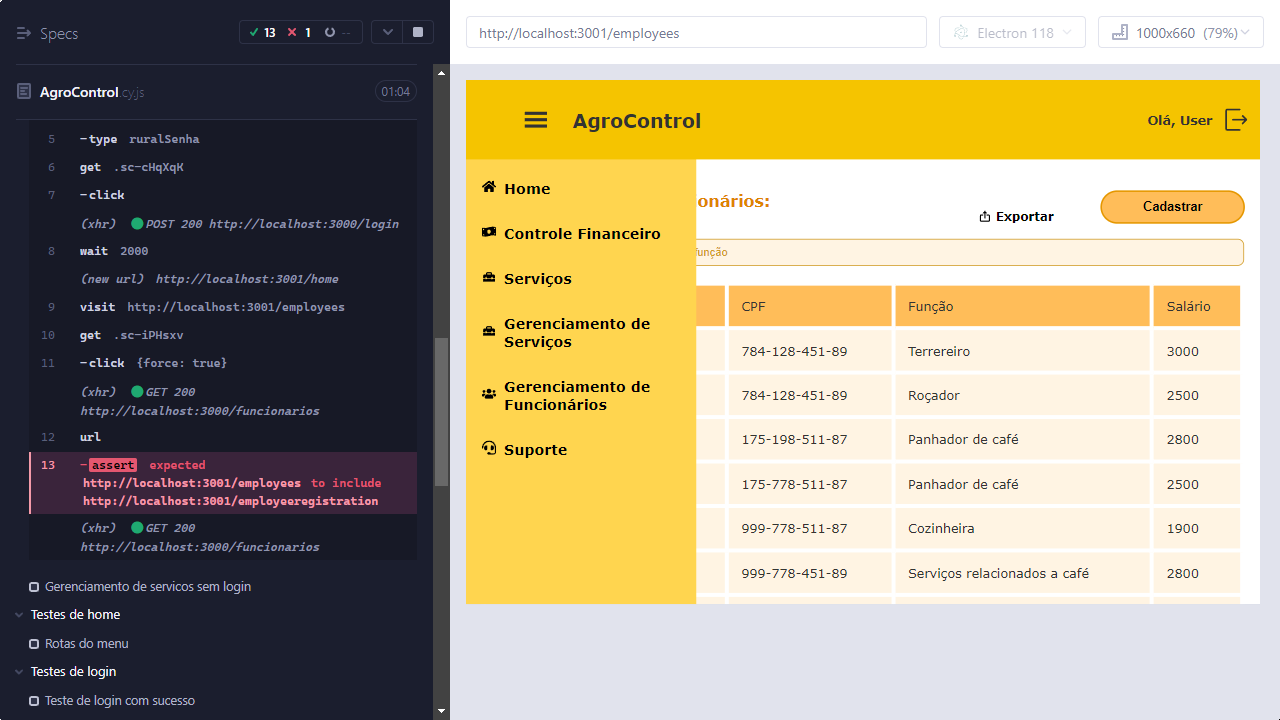 Specs
13
1
--
AgroControl.cy.js
01:04
5 -type ruralSenha
6 get .sc-cHqXqK
7 -click
(xhr) POST 200 http://localhost:3000/login
8 wait 2000
(new url) http://localhost:3001/home
9 visit http://localhost:3001/employees
10 get .sc-iPHsxv
11 -click {force: true}
(xhr) GET 200
http://localhost:3000/funcionarios
12 url
13 -assert expected
http://localhost:3001/employees to include
http://localhost:3001/employeeregistration
(xhr) GET 200
http://localhost:3000/funcionarios
Gerenciamento de servicos sem login
Testes de home
Rotas do menu
Testes de login
Teste de login com sucesso
http://localhost:3001/employees
Electron 118
1000x660 (79%)
AgroControl
Olá, User
Home
Controle Financeiro
Serviços
Gerenciamento de
Serviços
Gerenciamento de
Funcionários
Suporte
onários:
Exportar
Cadastrar
função
CPF Função Salário
784-128-451-89 Terrereiro 3000
784-128-451-89 Roçador 2500
175-198-511-87 Panhador de café 2800
175-778-511-87 Panhador de café 2500
999-778-511-87 Cozinheira 1900
999-778-451-89 Serviços relacionados a café 2800